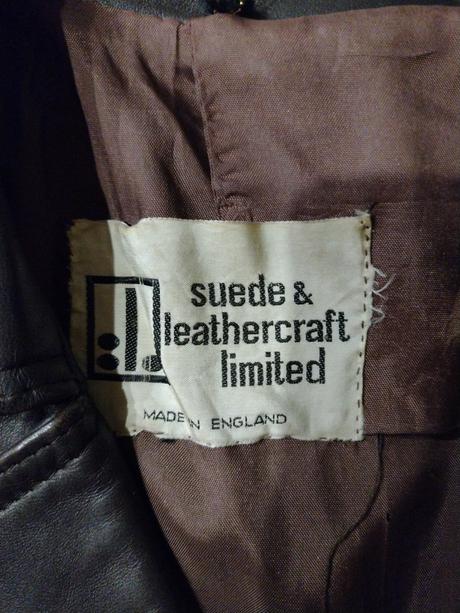 suede &
leathercraft
limited
MADE IN ENGLAND